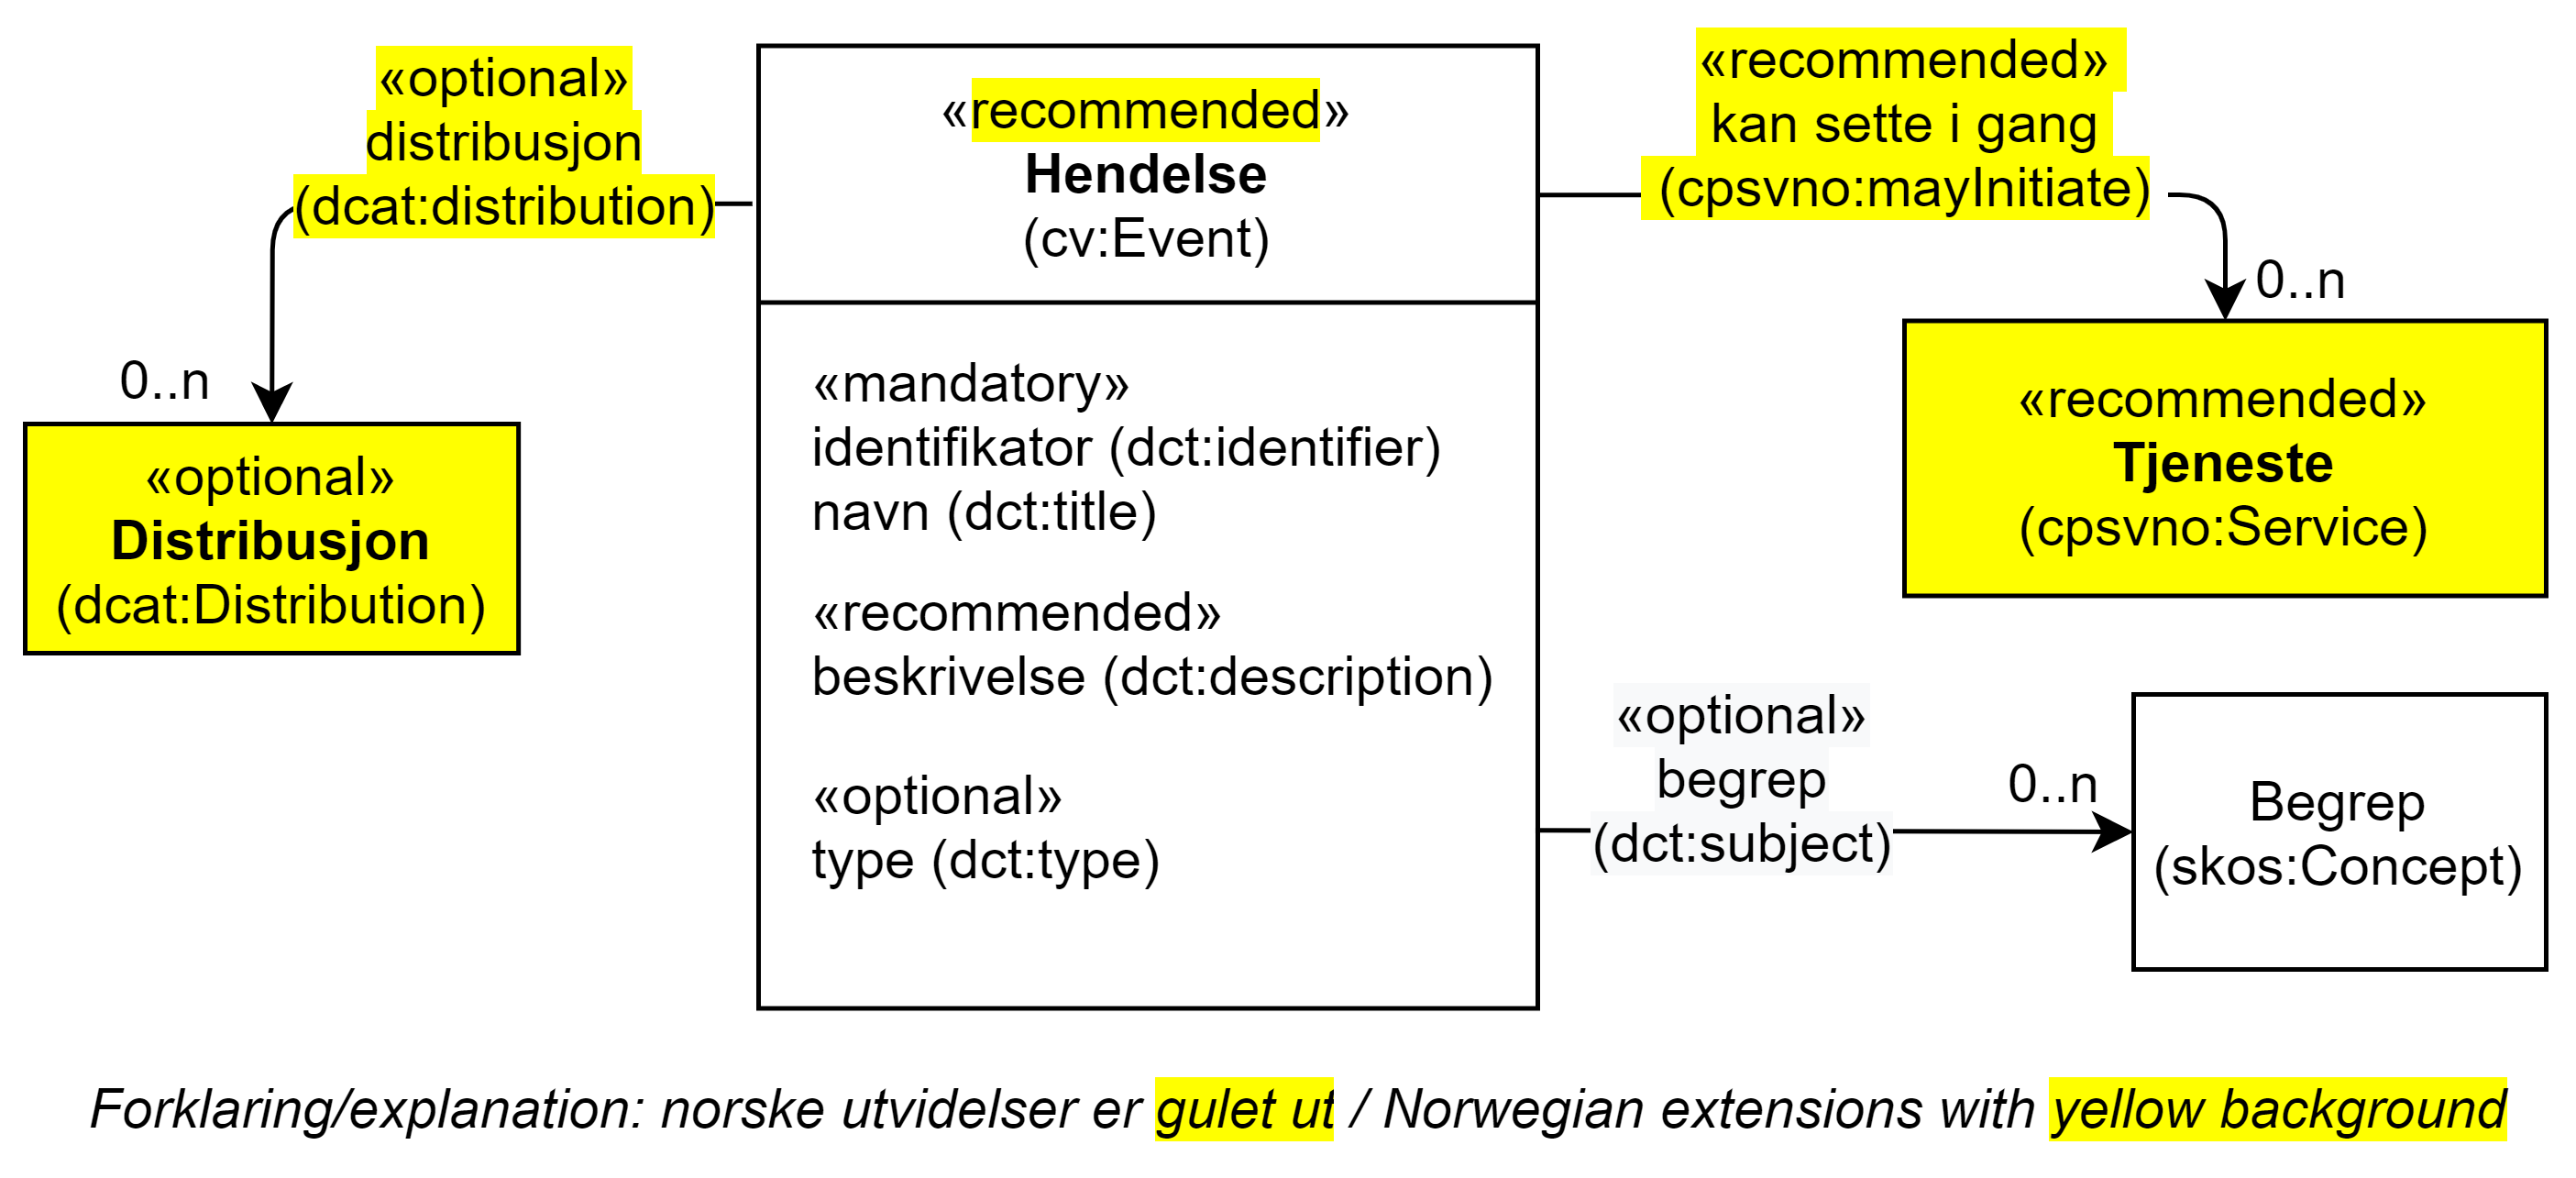 «optional»
distribusjon
(dcat:distribution)
0..n
«optional»
Distribusjon
(dcat:Distribution)
«recommended»
Hendelse
(cv:Event)
«mandatory»
identifikator (dct:identifier)
navn (dct:title)
«recommended»
beskrivelse (dct:description)
«optional»
type (dct:type)
«recommended»
kan sette i gang
(cpsvno:mayInitiate)
0..n
«recommended»
Tjeneste
(cpsvno:Service)
«optional»
begrep
(dct:subject)
0..n
Begrep
(skos:Concept)
Forklaring/explanation: norske utvidelser er gulet ut / Norwegian extensions with yellow background